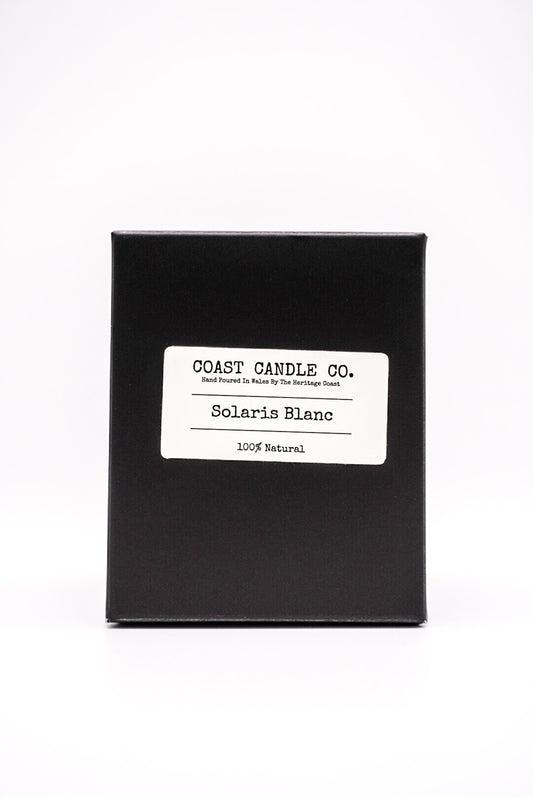 COAST CANDLE CO.
Hand Poured In Wales By The Heritage Coast
Solaris Blanc
100% Natural